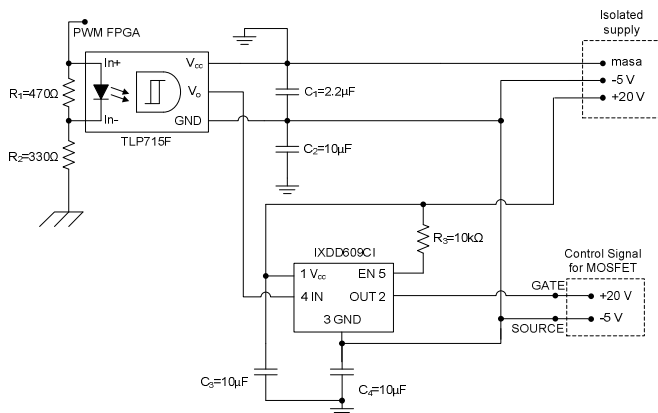 PWM FPGA
In+
R1=470Ω
In-
R2=330Ω
Vcc
Vo
GND
TLP715F
C1=2.2µF
C2=10µF
Isolated
supply
masa
-5 V
+20 V
R3=10kΩ
IXDD609CI
1 Vcc
EN 5
4 IN
OUT 2
3 GND
C3=10µF
C4=10µF
Control Signal
for MOSFET
GATE
+20 V
SOURCE
-5 V